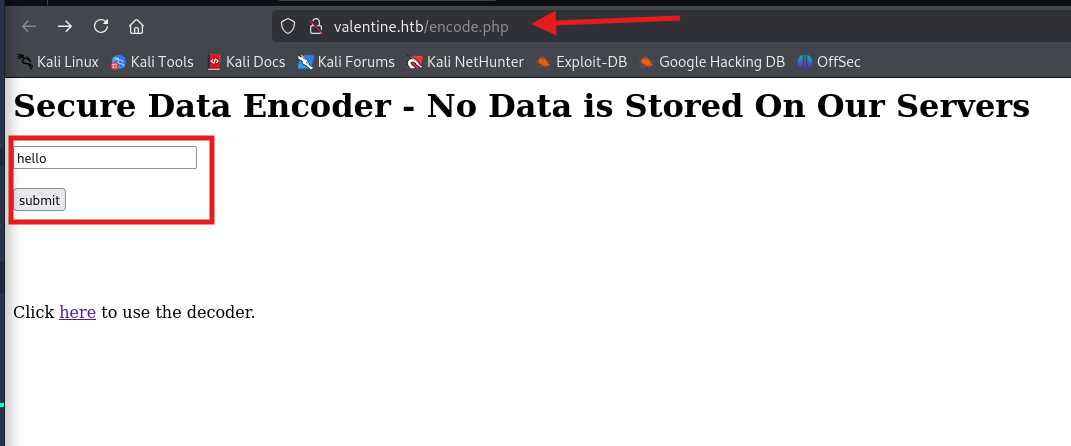 valentine.htb/encode.php
Kali Linux Kali Tools Kali Docs Kali Forums Kali NetHunter Exploit-DB Google Hacking DB OffSec
Secure Data Encoder - No Data is Stored On Our Servers
hello
submit
Click here to use the decoder.